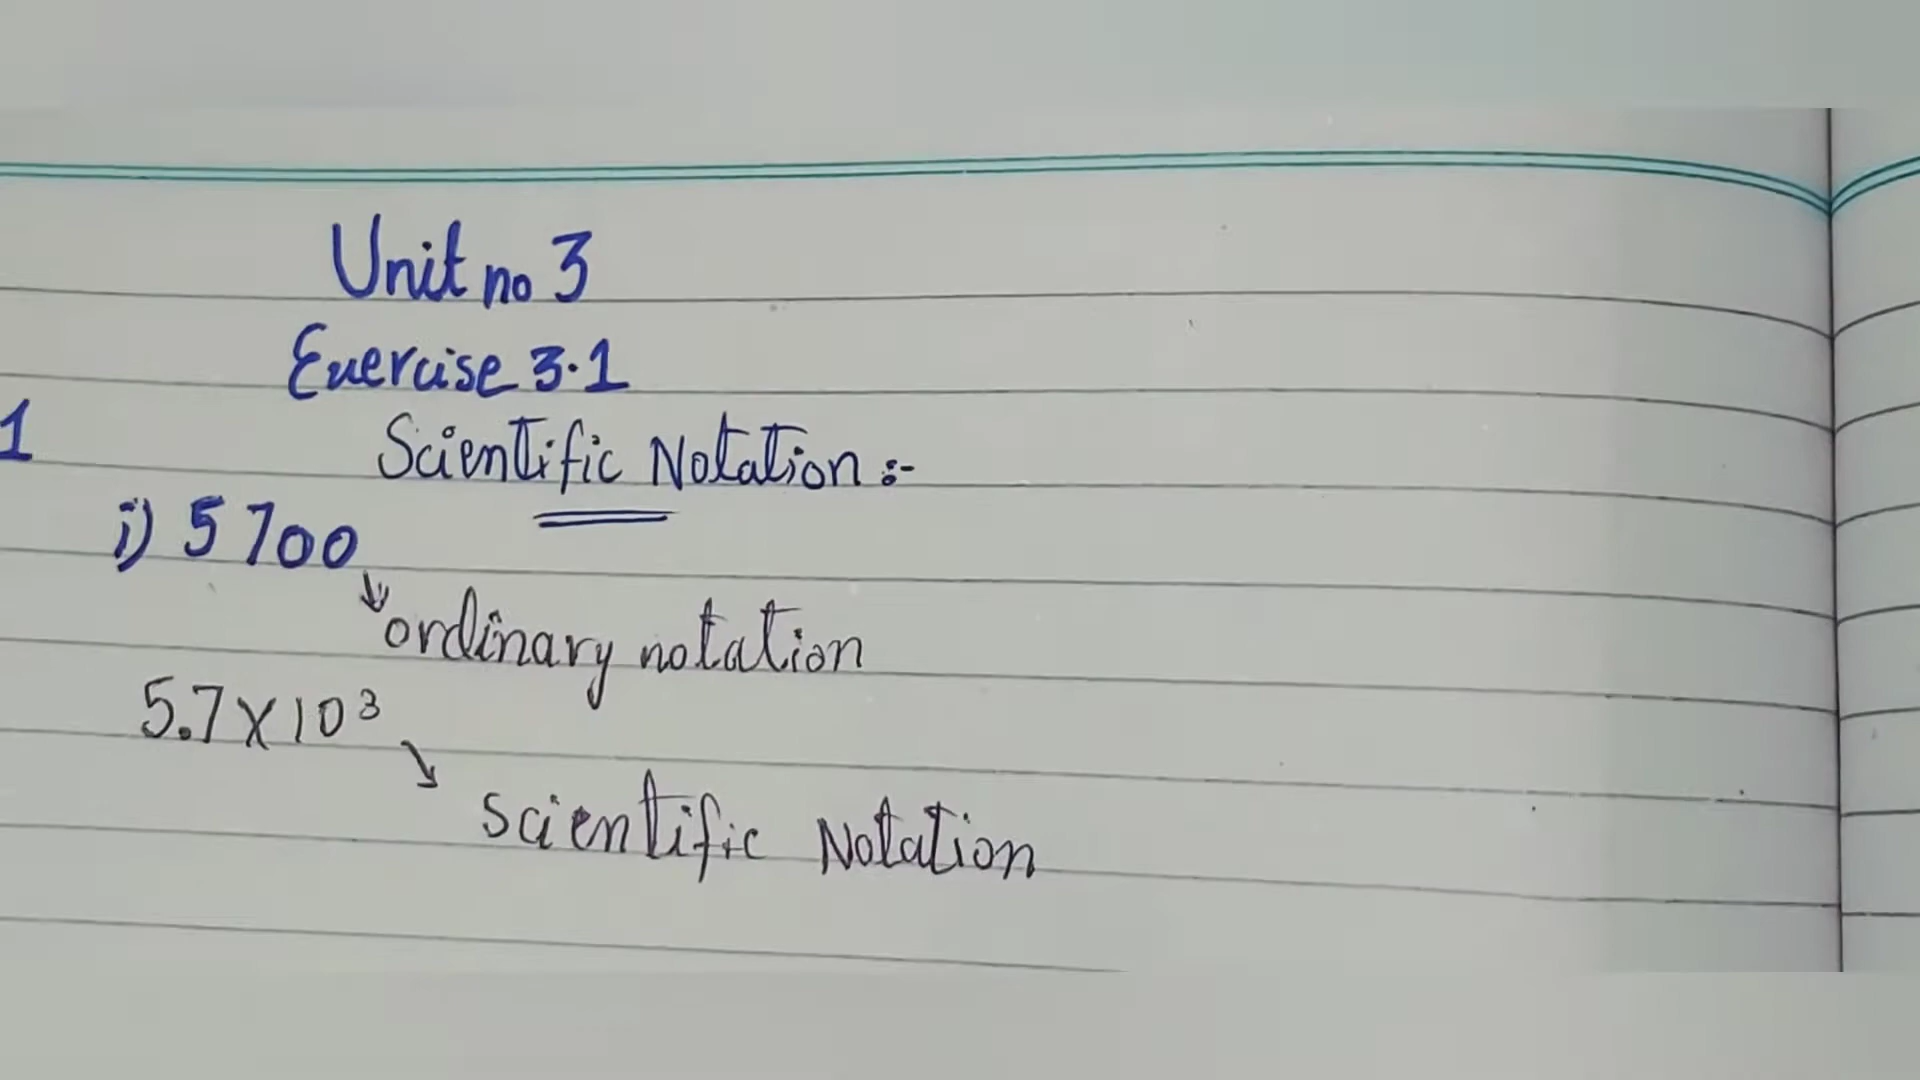 Unit no 3
Exercise 3.1
1
Scientific Notation :-
i) 5700
ordinary notation
5.7 x 10³
scientific Notation